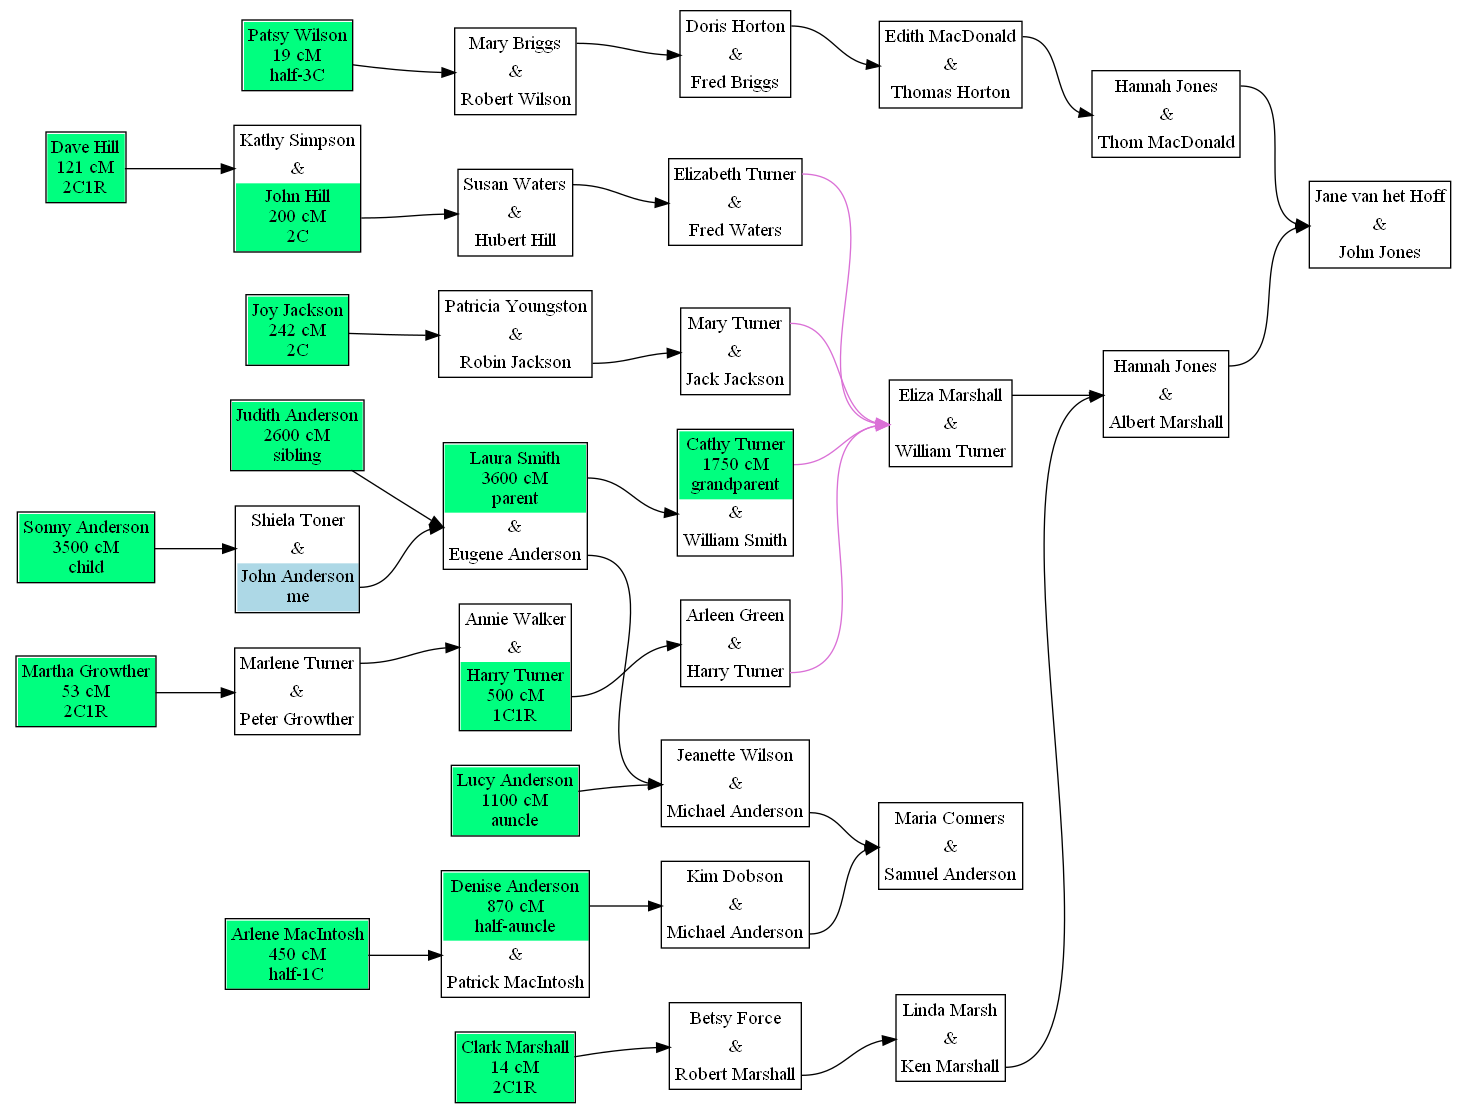 Patsy Wilson
19 cM
half-3C
Mary Briggs
&
Robert Wilson
Doris Horton
&
Fred Briggs
Edith MacDonald
&
Thomas Horton
Hannah Jones
&
Thom MacDonald
Dave Hill
121 cM
2C1R
Kathy Simpson
&
John Hill
200 cM
2C
Susan Waters
&
Hubert Hill
Elizabeth Turner
&
Fred Waters
Jane van het Hoff
&
John Jones
Joy Jackson
242 cM
2C
Patricia Youngston
&
Robin Jackson
Mary Turner
&
Jack Jackson
Eliza Marshall
&
William Turner
Hannah Jones
&
Albert Marshall
Judith Anderson
2600 cM
sibling
Laura Smith
3600 cM
parent
&
Eugene Anderson
Cathy Turner
1750 cM
grandparent
&
William Smith
Sonny Anderson
3500 cM
child
Shiela Toner
&
John Anderson
me
Annie Walker
&
Harry Turner
500 cM
1C1R
Arleen Green
&
Harry Turner
Martha Growther
53 cM
2C1R
Marlene Turner
&
Peter Growther
Lucy Anderson
1100 cM
auncle
Jeanette Wilson
&
Michael Anderson
Maria Conners
&
Samuel Anderson
Arlene MacIntosh
450 cM
half-1C
Denise Anderson
870 cM
half-auncle
&
Patrick MacIntosh
Kim Dobson
&
Michael Anderson
Clark Marshall
14 cM
2C1R
Betsy Force
&
Robert Marshall
Linda Marsh
&
Ken Marshall